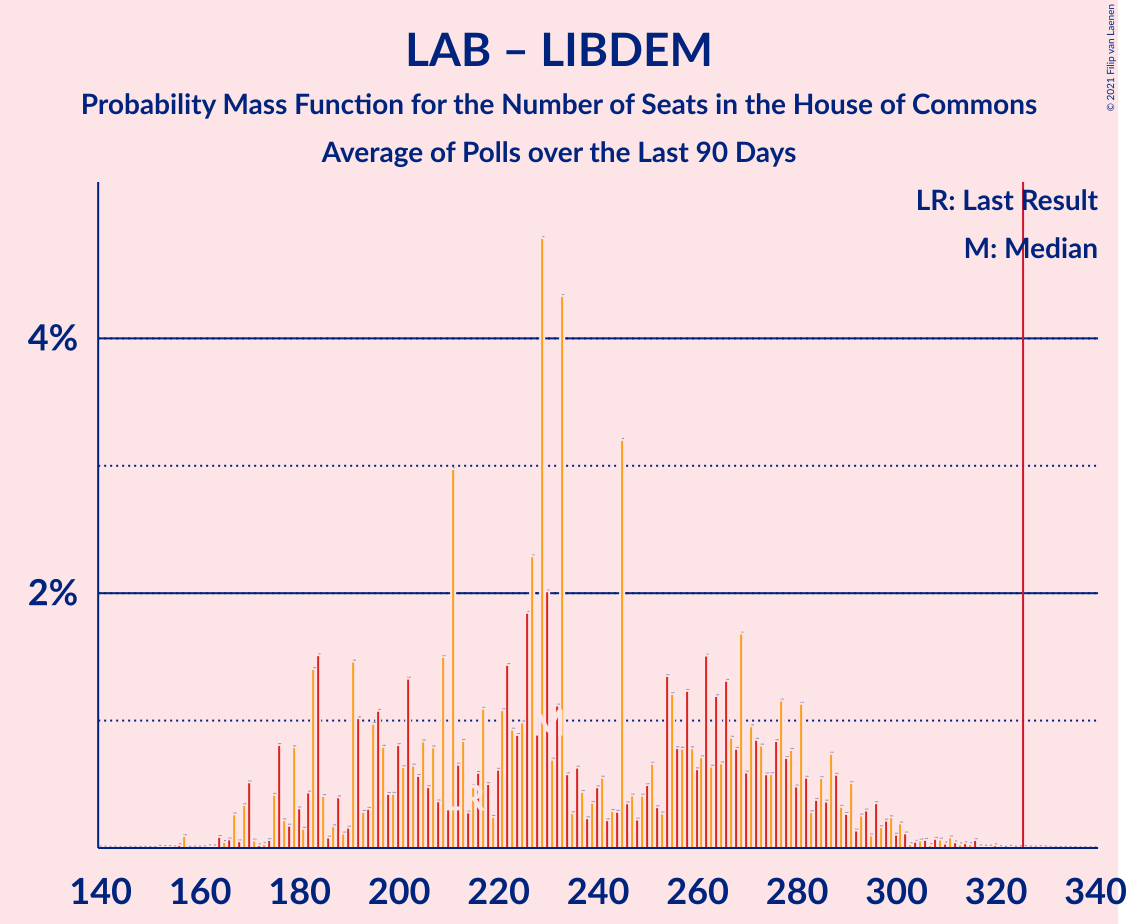 LAB – LIBDEM
Probability Mass Function for the Number of Seats in the House of Commons
Average of Polls over the Last 90 Days
© 2021 Filip van Laenen
LR: Last Result
M: Median
4%
2%
LR
M
140 160 180 200 220 240 260 280 300 320 340